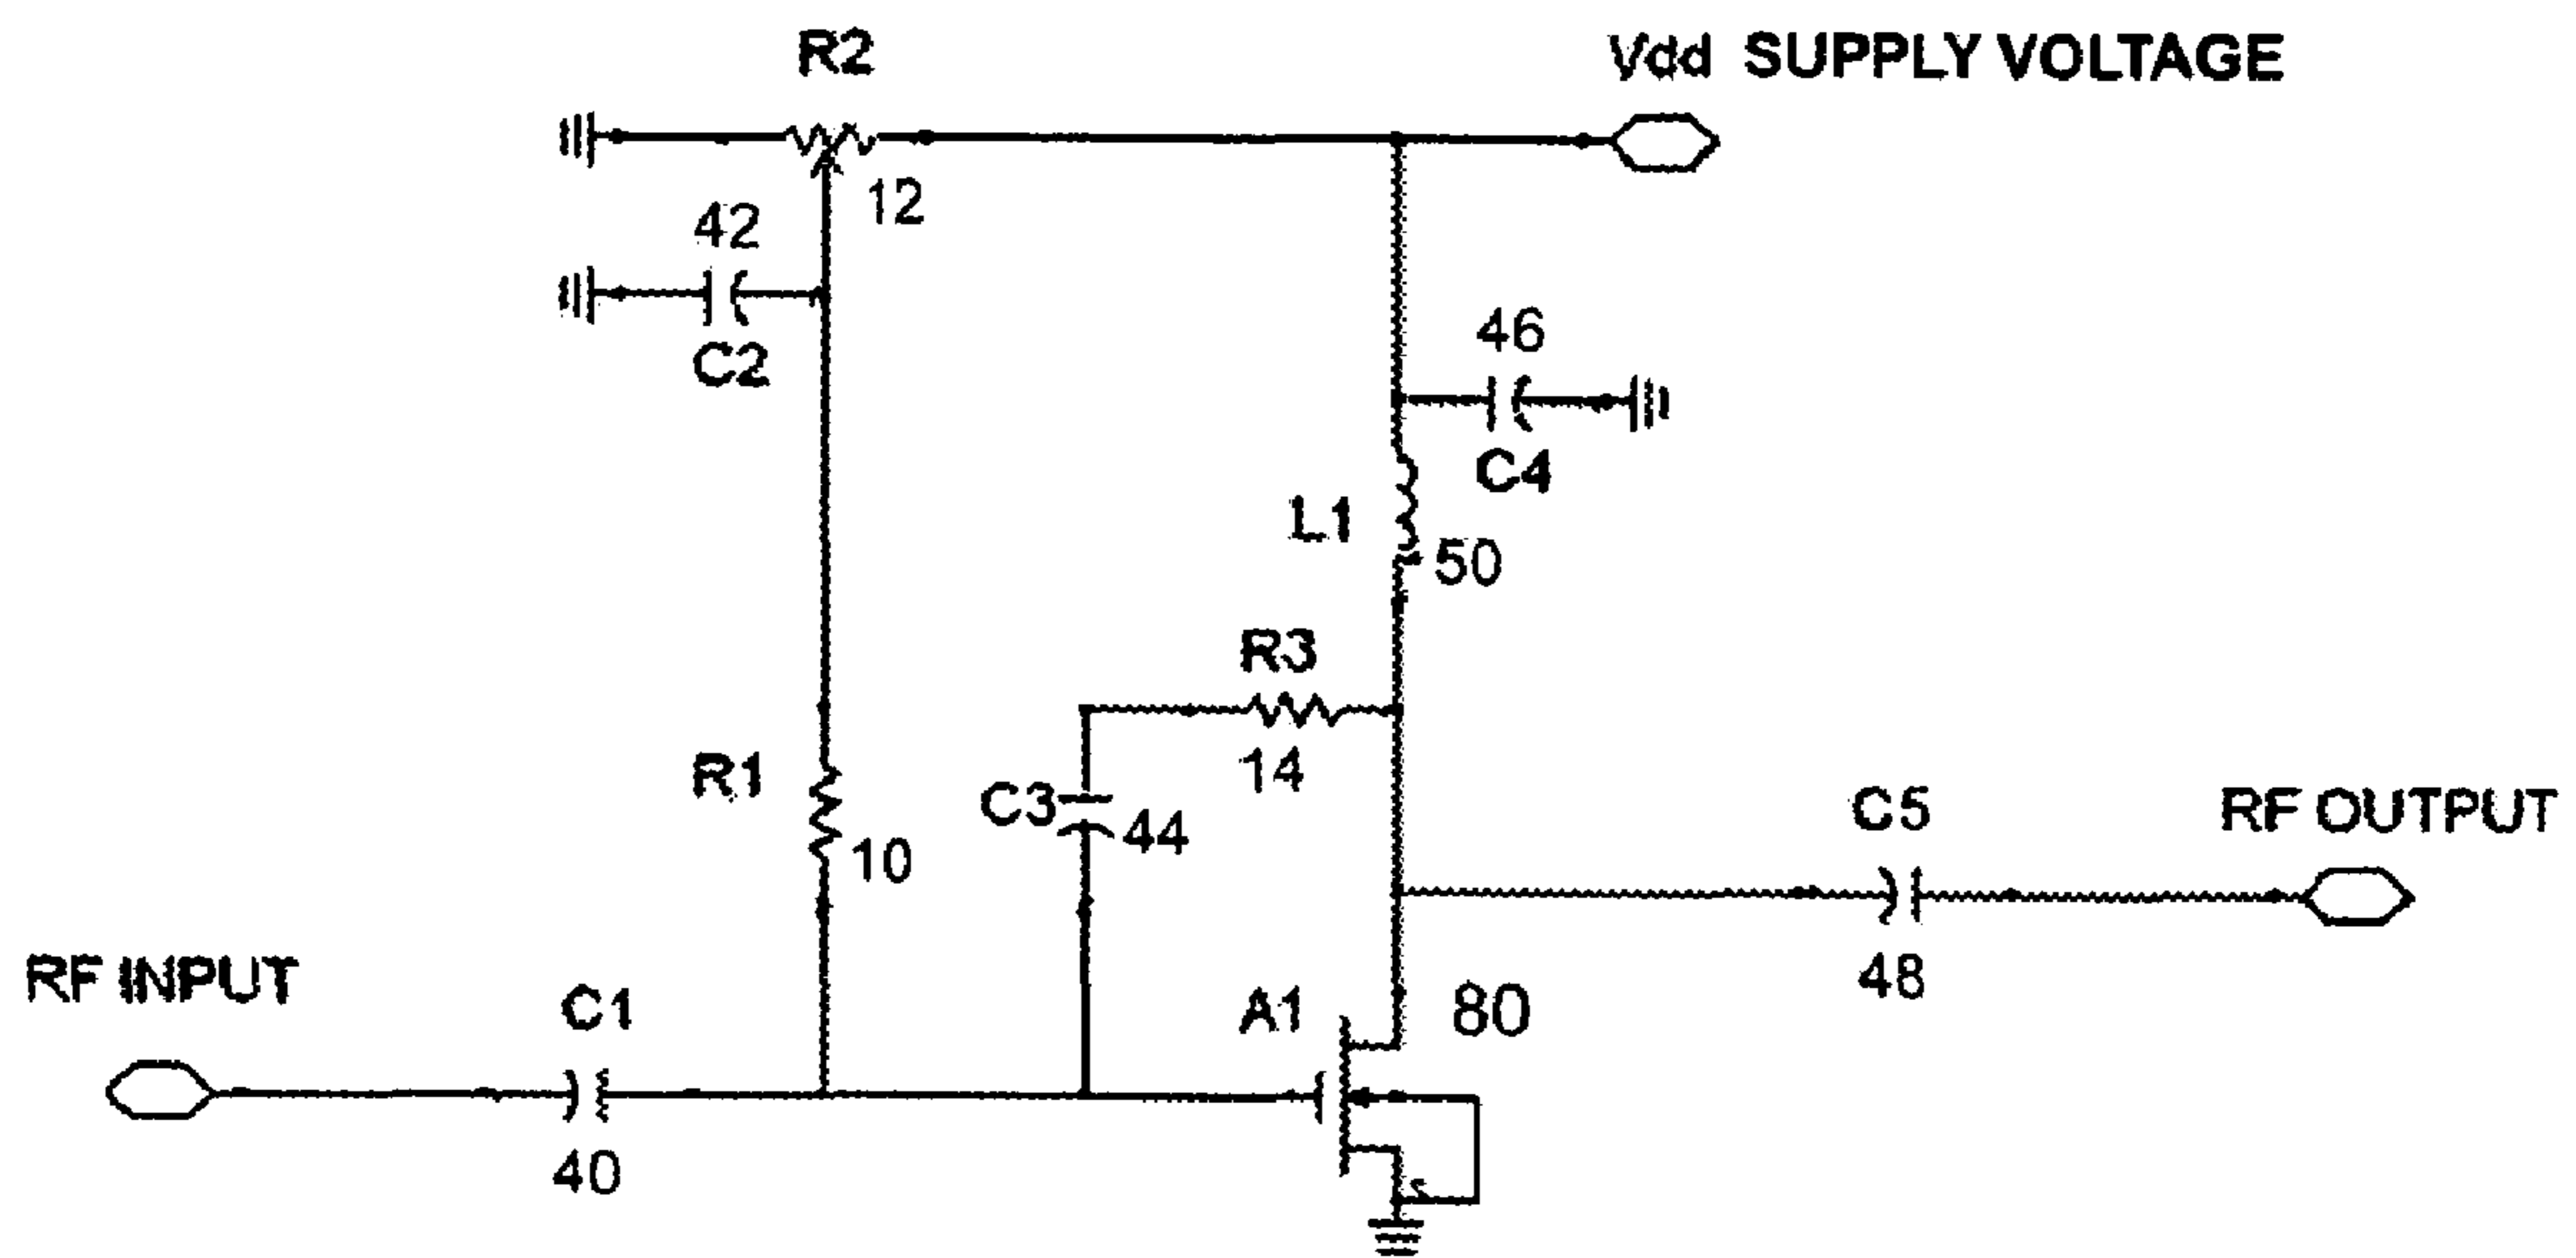 R2
Vdd SUPPLY VOLTAGE
12
42
C2
46
C4
L1
50
R3
14
R1
10
C3
44
C5
RF OUTPUT
48
RF INPUT
C1
40
A1
80